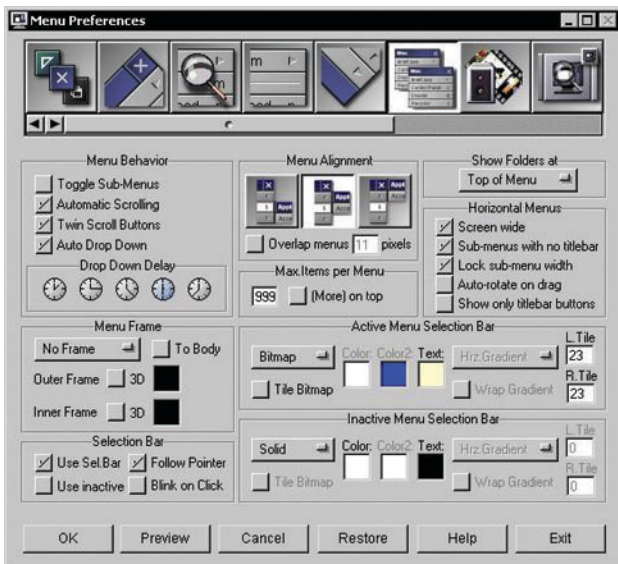 Menu Preferences
Menu Behavior
Toggle Sub-Menus
Automatic Scrolling
Twin Scroll Buttons
Auto Drop Down
Drop Down Delay
Menu Alignment
Overlap menus 11 pixels
Max.Items per Menu
999 (More) on top
Show Folders at
Top of Menu
Horizontal Menus
Screen wide
Sub-menus with no titlebar
Lock sub-menu width
Auto-rotate on drag
Show only titlebar buttons
Menu Frame
No Frame To Body
Outer Frame 3D
Inner Frame 3D
Selection Bar
Use Sel.Bar Follow Pointer
Use inactive Blink on Click
Active Menu Selection Bar
Bitmap Color: Color2: Text: Hrz.Gradient L.Tile 23
Tile Bitmap Wrap Gradient R.Tile 23
Inactive Menu Selection Bar
Solid Color: Color2: Text: Hrz.Gradient L.Tile 0
Tile Bitmap Wrap Gradient R.Tile 0
OK Preview Cancel Restore Help Exit